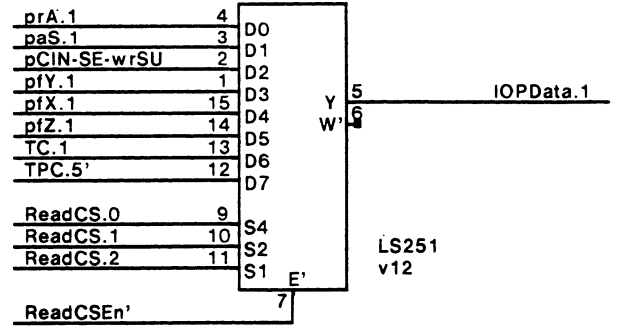 prA.1 4 D0
paS.1 3 D1
pCIN-SE-wrSU 2 D2
pfY.1 1 D3
pfX.1 15 D4
pfZ.1 14 D5
TC.1 13 D6
TPC.5' 12 D7
Y 5 IOPData.1
W' 6
ReadCS.0 9 S4
ReadCS.1 10 S2
ReadCS.2 11 S1
LS251
v12
E'
7
ReadCSEn'